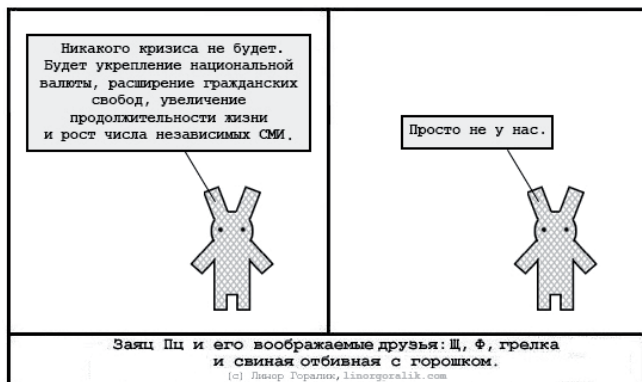 Никакого кризиса не будет.
Будет укрепление национальной
валюты, расширение гражданских
свобод, увеличение
продолжительности жизни
и рост числа независимых СМИ.
Просто не у нас.
Заяц Пц и его воображаемые друзья: Щ, Ф, грелка
и свиная отбивная с горошком.
[c] Линор Горалик, linorgoralik.com